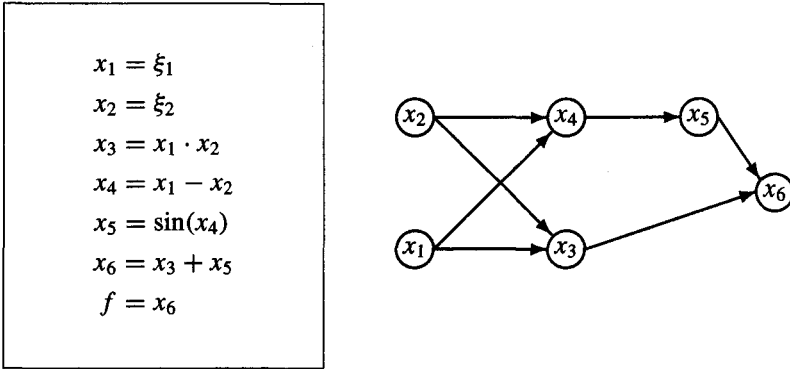 x₁ = ξ₁
x₂ = ξ₂
x₃ = x₁ · x₂
x₄ = x₁ − x₂
x₅ = sin(x₄)
x₆ = x₃ + x₅
f = x₆
x₂
x₄
x₅
x₆
x₁
x₃